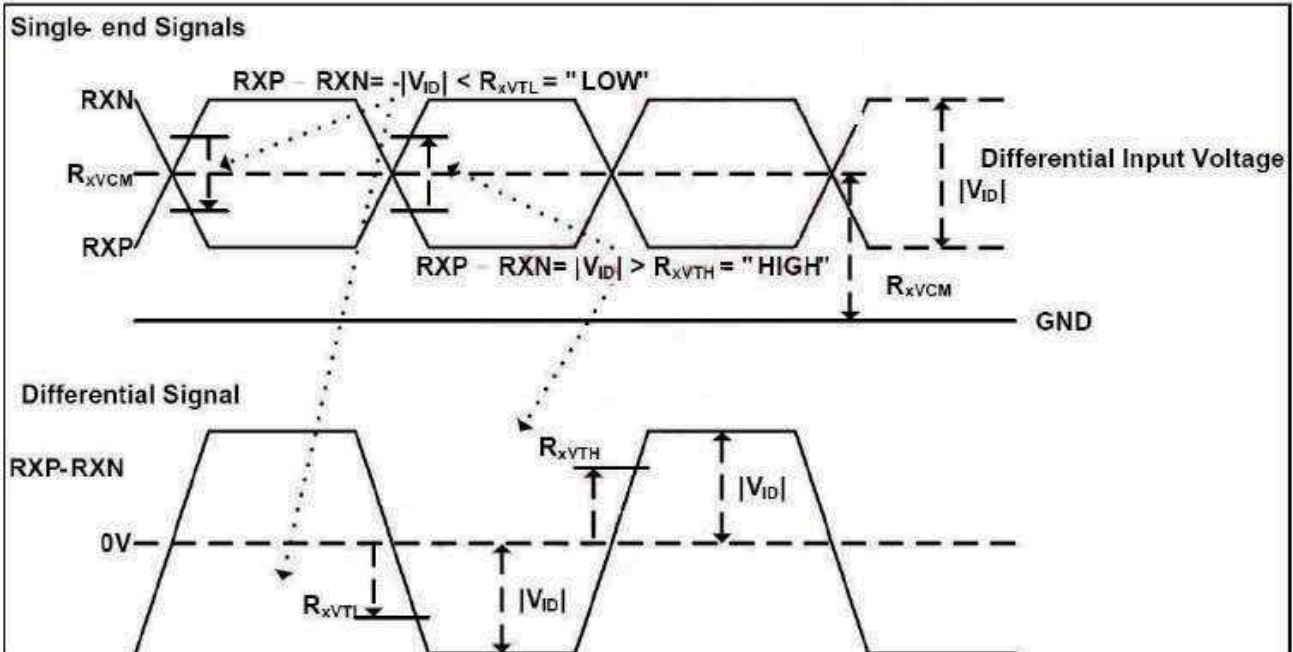 Single- end Signals
RXP - RXN= -|VID| < RxVTL = "LOW"
RXN
RxVCM
Differential Input Voltage
|VID|
RXP
RXP - RXN= |VID| > RxVTH = "HIGH"
RxVCM
GND
Differential Signal
RXP-RXN
RxVTH
|VID|
0V
RxVTL
|VID|